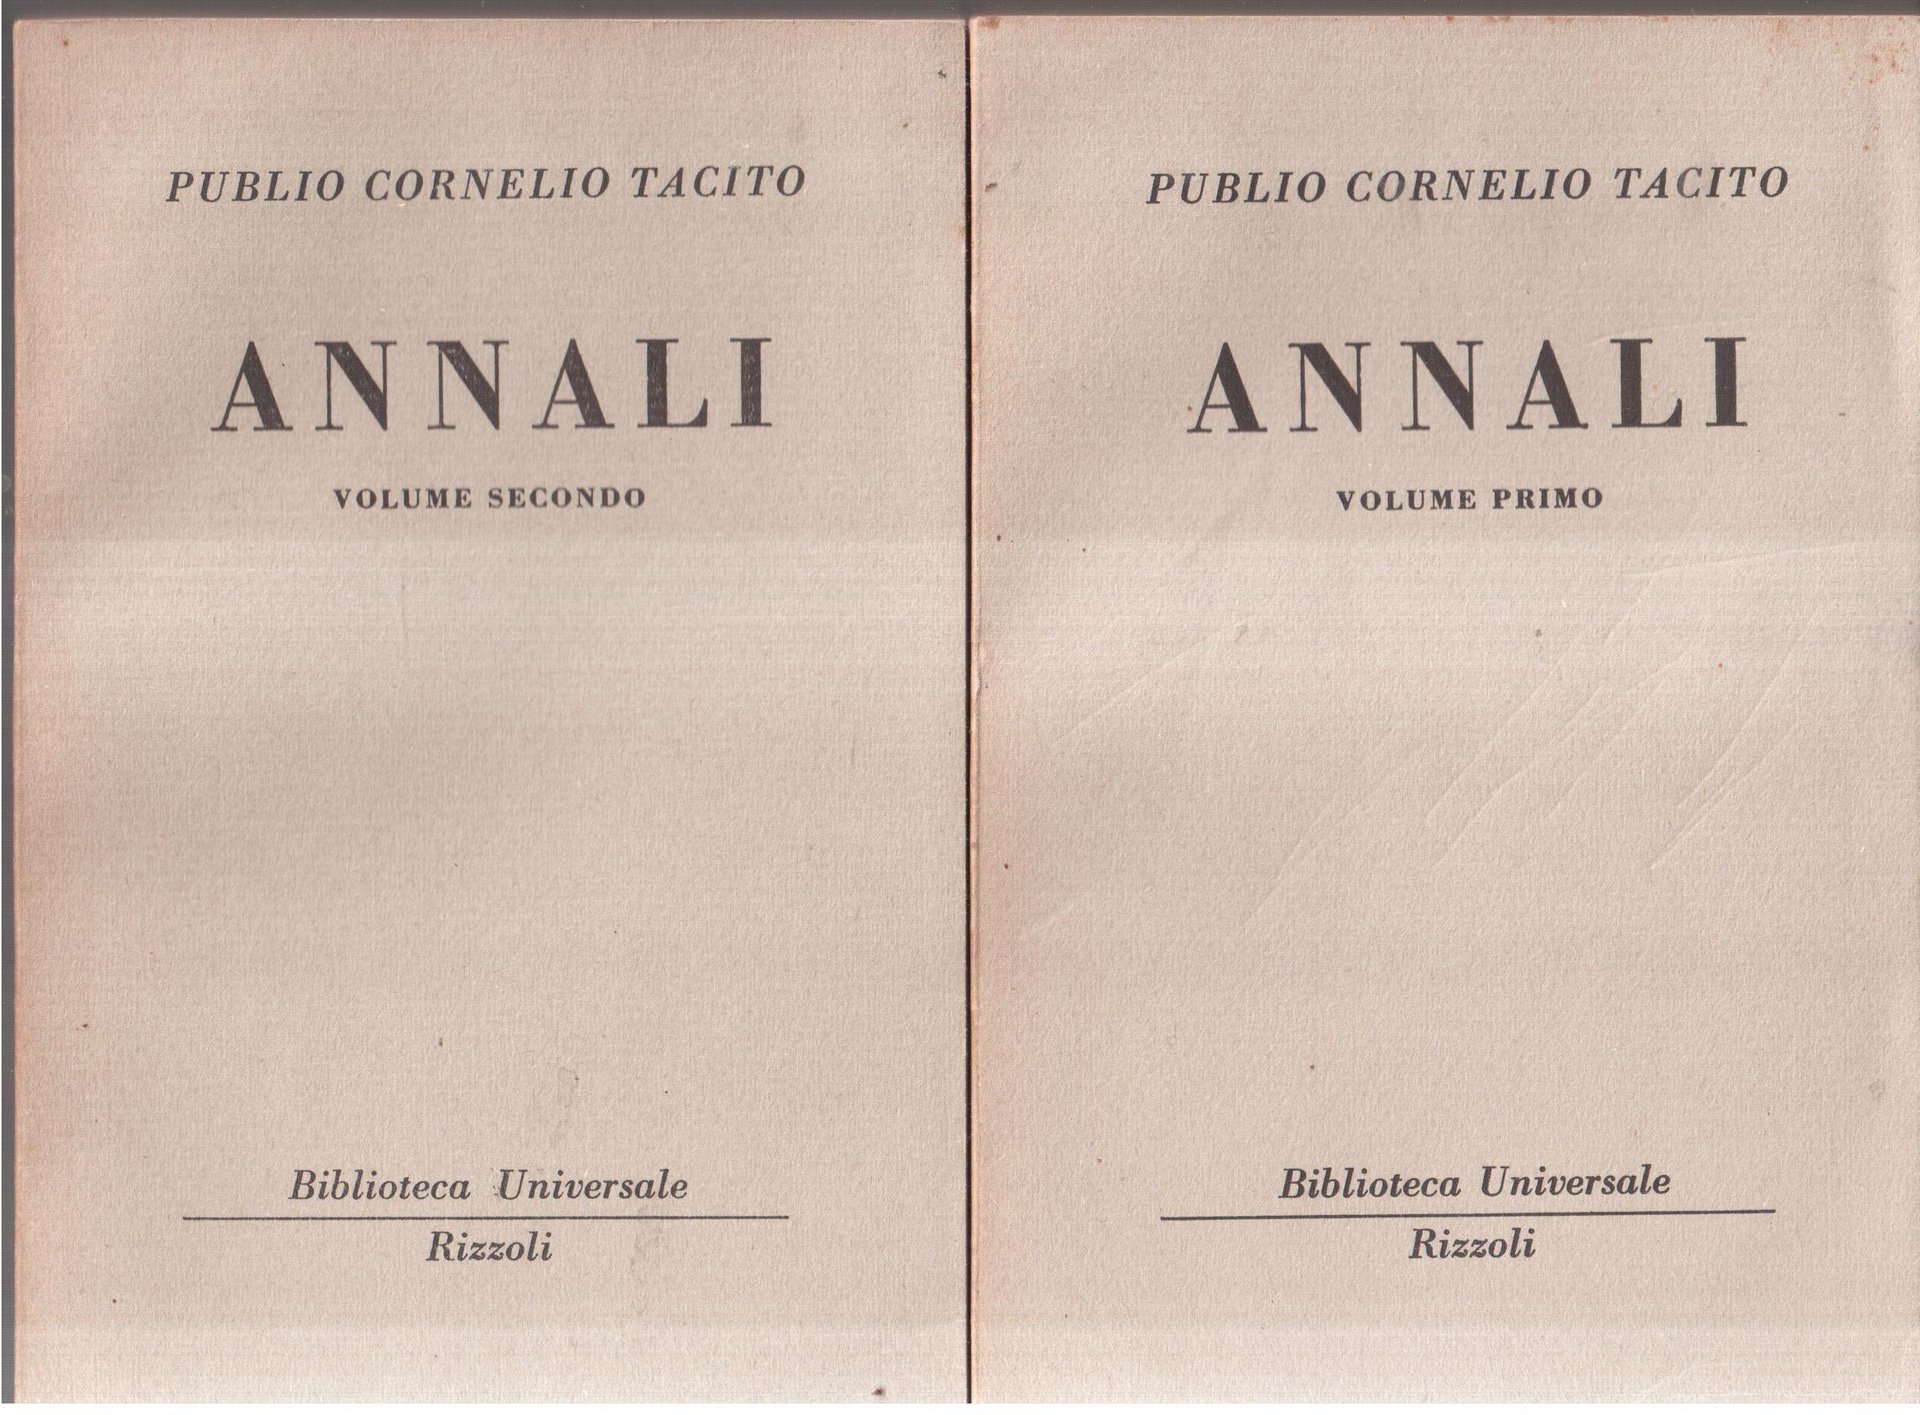 PUBLIO CORNELIO TACITO
ANNALI
VOLUME SECONDO
Biblioteca Universale
Rizzoli
PUBLIO CORNELIO TACITO
ANNALI
VOLUME PRIMO
Biblioteca Universale
Rizzoli